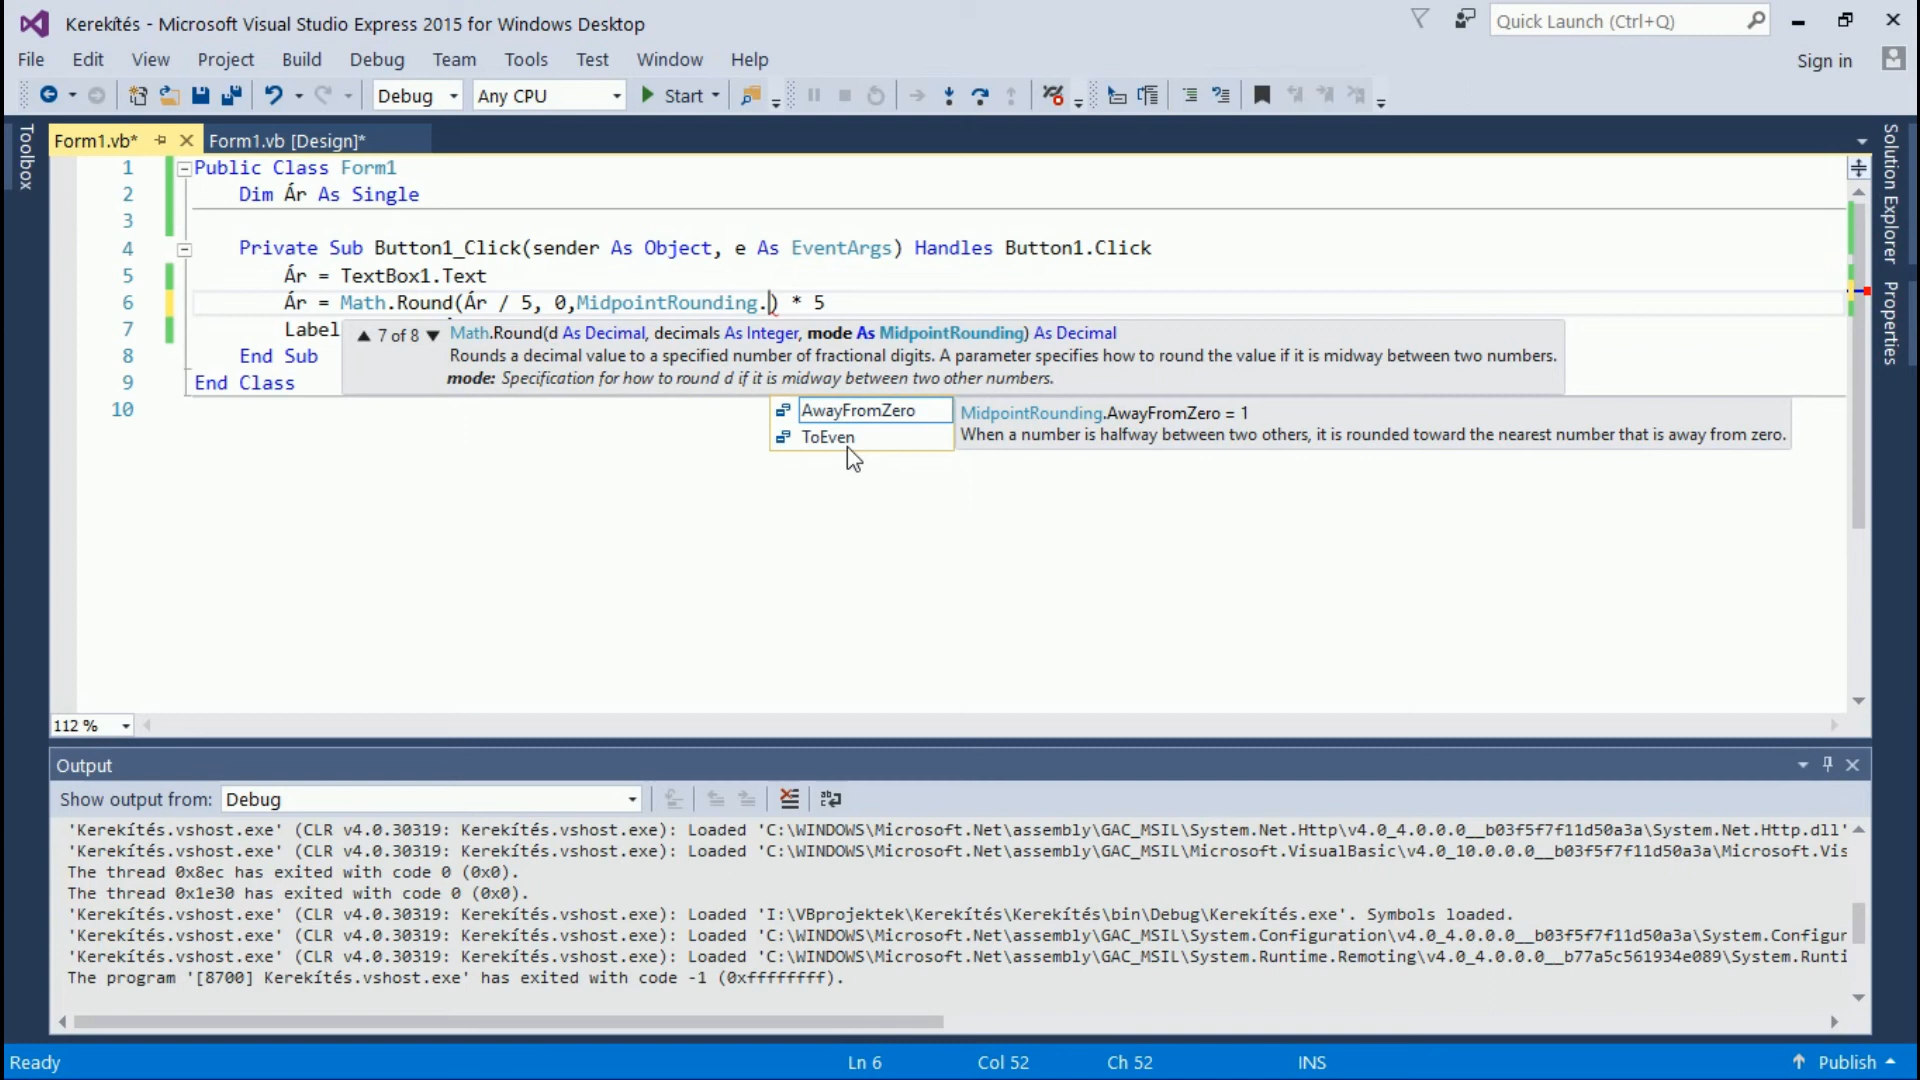 Kerekítés - Microsoft Visual Studio Express 2015 for Windows Desktop
Quick Launch (Ctrl+Q)
File Edit View Project Build Debug Team Tools Test Window Help
Sign in
Debug Any CPU Start
Toolbox
Form1.vb* Form1.vb [Design]*
Solution Explorer
Properties
1 Public Class Form1
2 Dim Ár As Single
3
4 Private Sub Button1_Click(sender As Object, e As EventArgs) Handles Button1.Click
5 Ár = TextBox1.Text
6 Ár = Math.Round(Ár / 5, 0,MidpointRounding.) * 5
7 Label
8 End Sub
9 End Class
10
7 of 8 Math.Round(d As Decimal, decimals As Integer, mode As MidpointRounding) As Decimal
Rounds a decimal value to a specified number of fractional digits. A parameter specifies how to round the value if it is midway between two numbers.
mode: Specification for how to round d if it is midway between two other numbers.
AwayFromZero
ToEven
MidpointRounding.AwayFromZero = 1
When a number is halfway between two others, it is rounded toward the nearest number that is away from zero.
112 %
Output
Show output from: Debug
'Kerekítés.vshost.exe' (CLR v4.0.30319: Kerekítés.vshost.exe): Loaded 'C:\WINDOWS\Microsoft.Net\assembly\GAC_MSIL\System.Net.Http\v4.0_4.0.0.0__b03f5f7f11d50a3a\System.Net.Http.dll'
'Kerekítés.vshost.exe' (CLR v4.0.30319: Kerekítés.vshost.exe): Loaded 'C:\WINDOWS\Microsoft.Net\assembly\GAC_MSIL\Microsoft.VisualBasic\v4.0_10.0.0.0__b03f5f7f11d50a3a\Microsoft.Vis
The thread 0x8ec has exited with code 0 (0x0).
The thread 0x1e30 has exited with code 0 (0x0).
'Kerekítés.vshost.exe' (CLR v4.0.30319: Kerekítés.vshost.exe): Loaded 'I:\VBprojektek\Kerekítés\Kerekítés\bin\Debug\Kerekítés.exe'. Symbols loaded.
'Kerekítés.vshost.exe' (CLR v4.0.30319: Kerekítés.vshost.exe): Loaded 'C:\WINDOWS\Microsoft.Net\assembly\GAC_MSIL\System.Configuration\v4.0_4.0.0.0__b03f5f7f11d50a3a\System.Configur
'Kerekítés.vshost.exe' (CLR v4.0.30319: Kerekítés.vshost.exe): Loaded 'C:\WINDOWS\Microsoft.Net\assembly\GAC_MSIL\System.Runtime.Remoting\v4.0_4.0.0.0__b77a5c561934e089\System.Runti
The program '[8700] Kerekítés.vshost.exe' has exited with code -1 (0xffffffff).
Ready Ln 6 Col 52 Ch 52 INS Publish